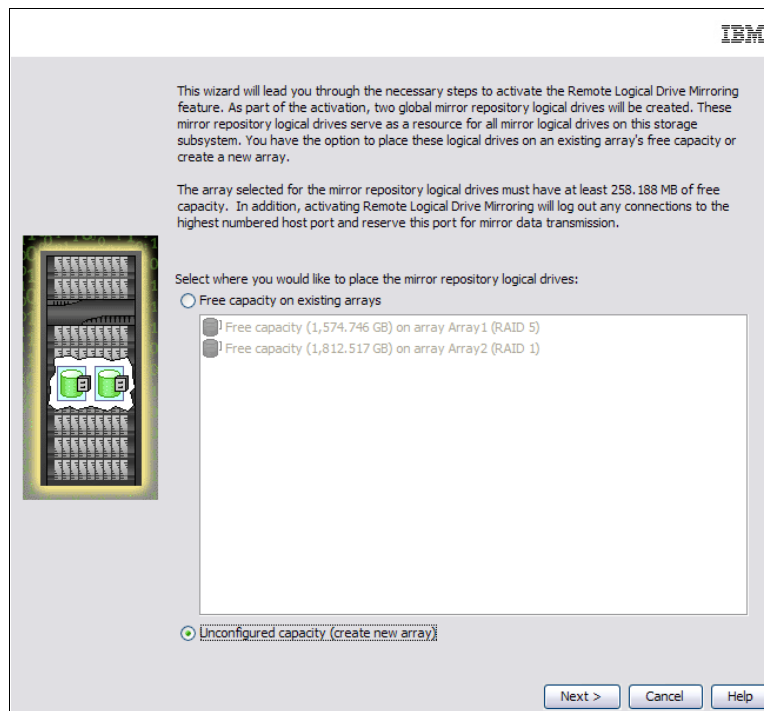 IBM
This wizard will lead you through the necessary steps to activate the Remote Logical Drive Mirroring
feature. As part of the activation, two global mirror repository logical drives will be created. These
mirror repository logical drives serve as a resource for all mirror logical drives on this storage
subsystem. You have the option to place these logical drives on an existing array's free capacity or
create a new array.
The array selected for the mirror repository logical drives must have at least 258.188 MB of free
capacity. In addition, activating Remote Logical Drive Mirroring will log out any connections to the
highest numbered host port and reserve this port for mirror data transmission.
Select where you would like to place the mirror repository logical drives:
Free capacity on existing arrays
Free capacity (1,574.746 GB) on array Array1 (RAID 5)
Free capacity (1,812.517 GB) on array Array2 (RAID 1)
Unconfigured capacity (create new array)
Next > Cancel Help